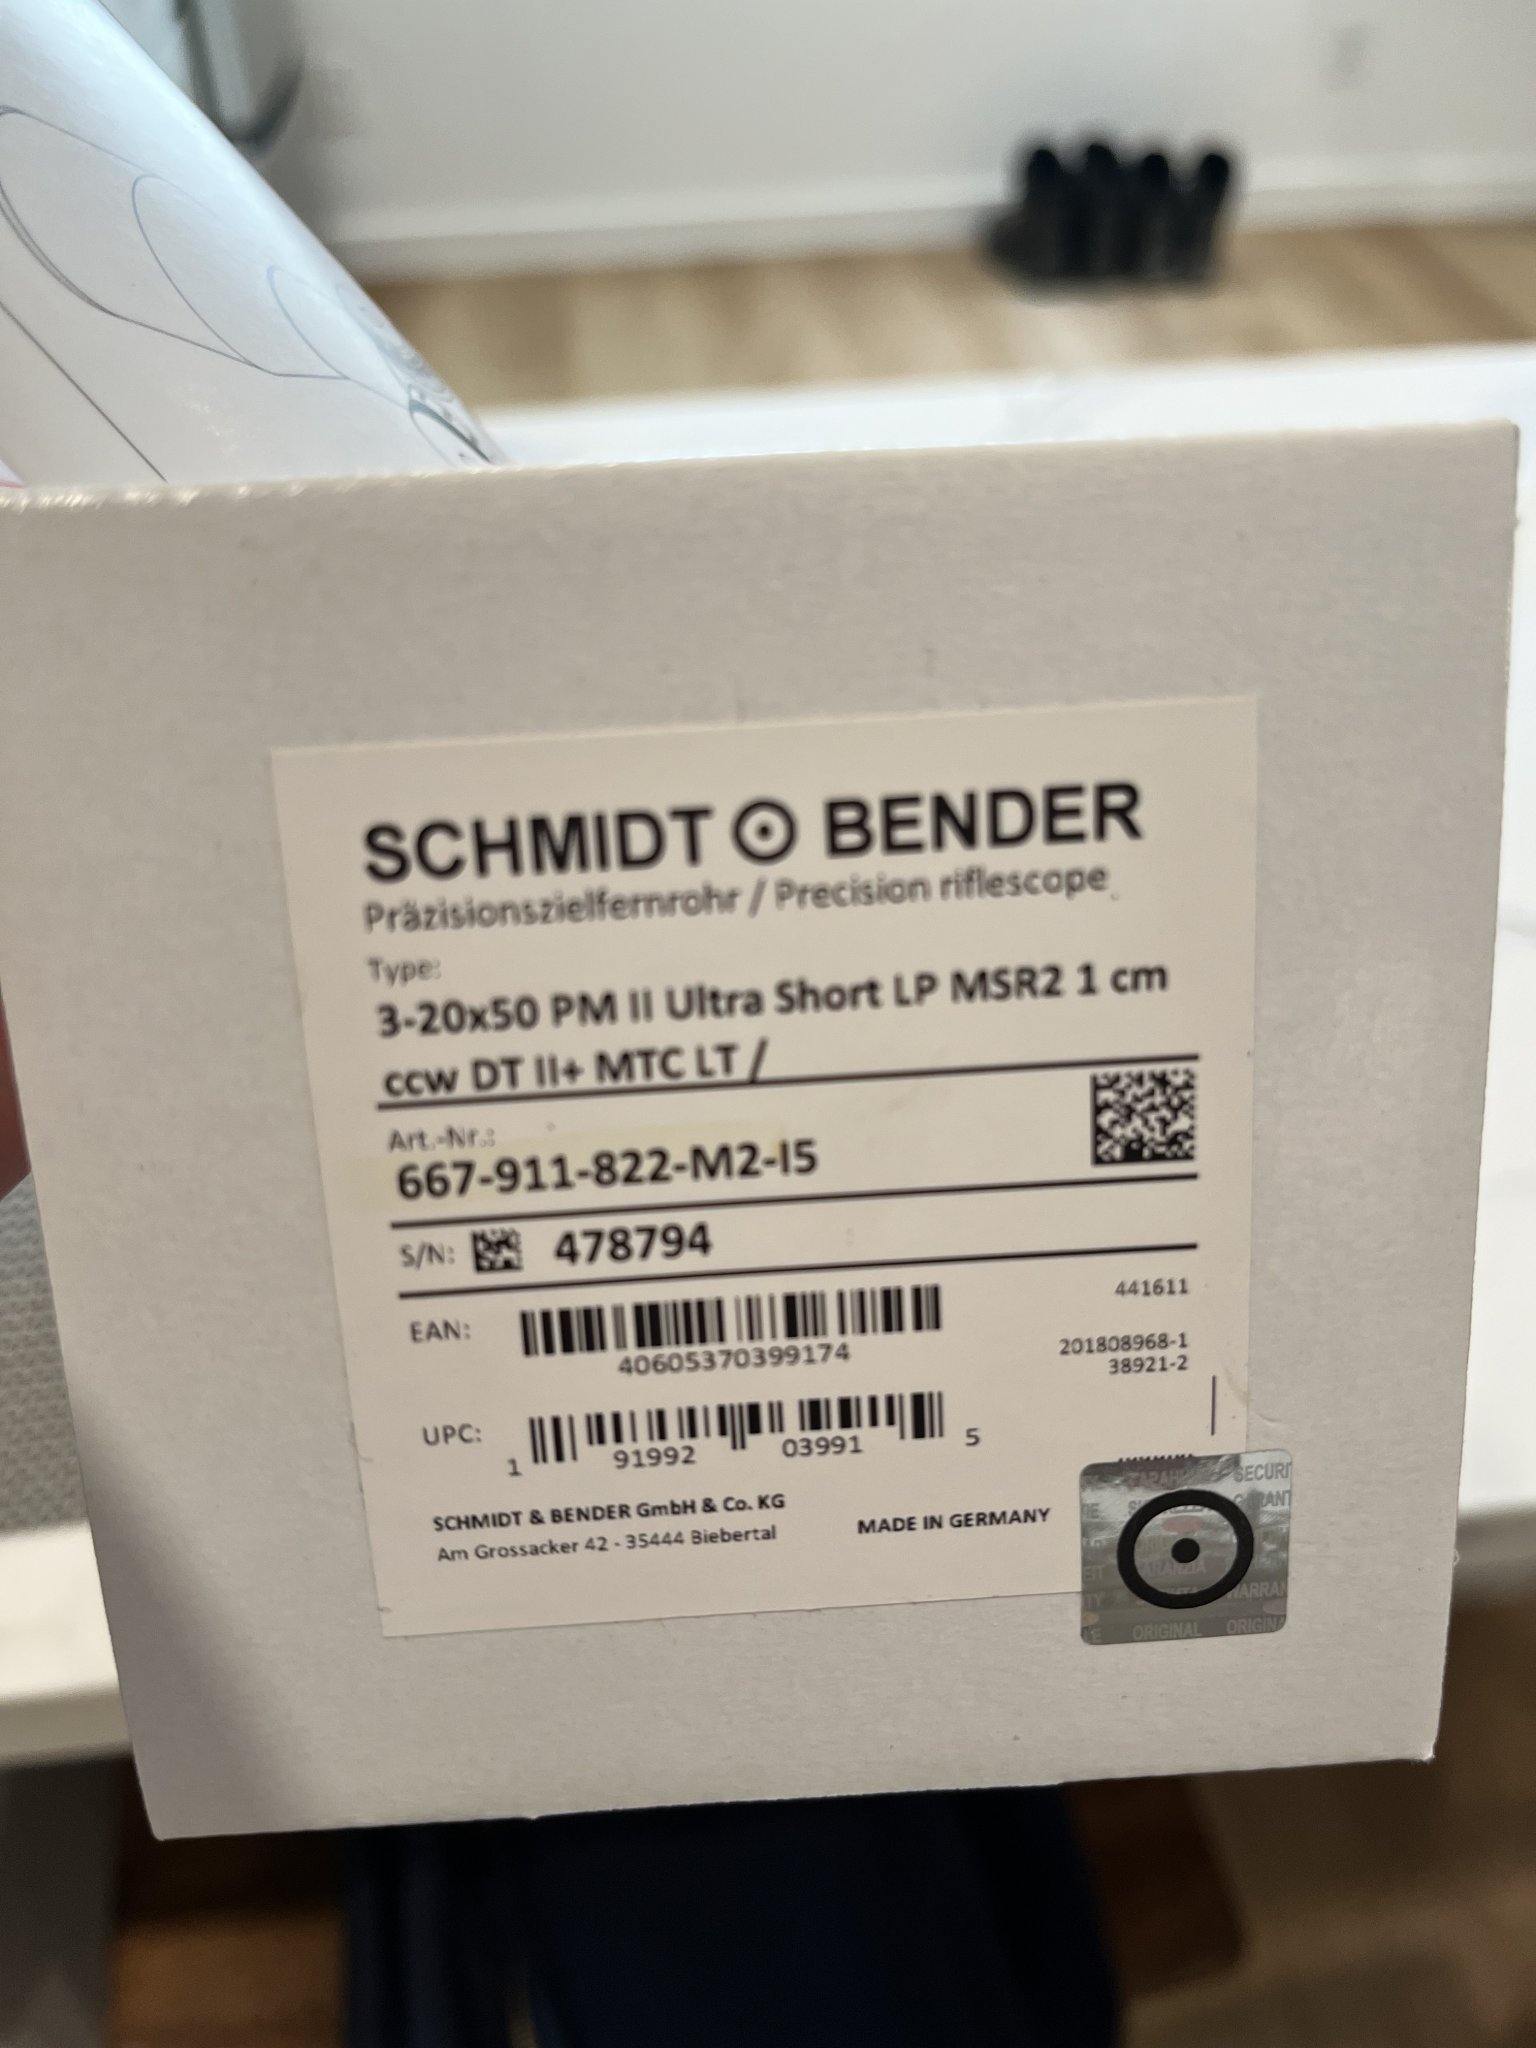 SCHMIDT BENDER
Präzisionszielfernrohr / Precision riflescope
Type:
3-20x50 PM II Ultra Short LP MSR2 1 cm
ccw DT II+ MTC LT /
Art.-Nr.:
667-911-822-M2-I5
S/N: 478794
441611
EAN:
40605370399174
201808968-1
38921-2
UPC:
1 91992 03991 5
SCHMIDT & BENDER GmbH & Co. KG
Am Grossacker 42 - 35444 Biebertal
MADE IN GERMANY
SECURI
ORIGINAL